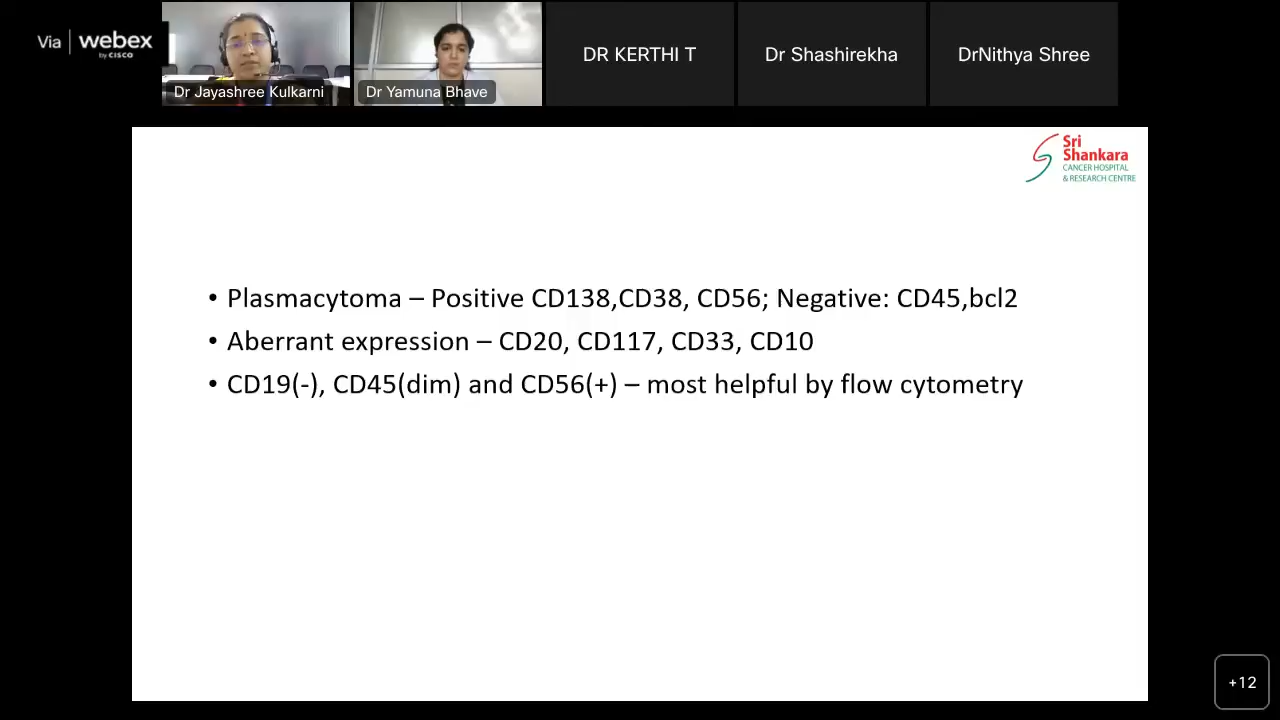 Via webex
by CISCO
Dr Jayashree Kulkarni
Dr Yamuna Bhave
DR KERTHI T
Dr Shashirekha
DrNithya Shree
Sri
Shankara
CANCER HOSPITAL
& RESEARCH CENTRE
• Plasmacytoma – Positive CD138,CD38, CD56; Negative: CD45,bcl2
• Aberrant expression – CD20, CD117, CD33, CD10
• CD19(-), CD45(dim) and CD56(+) – most helpful by flow cytometry
+12